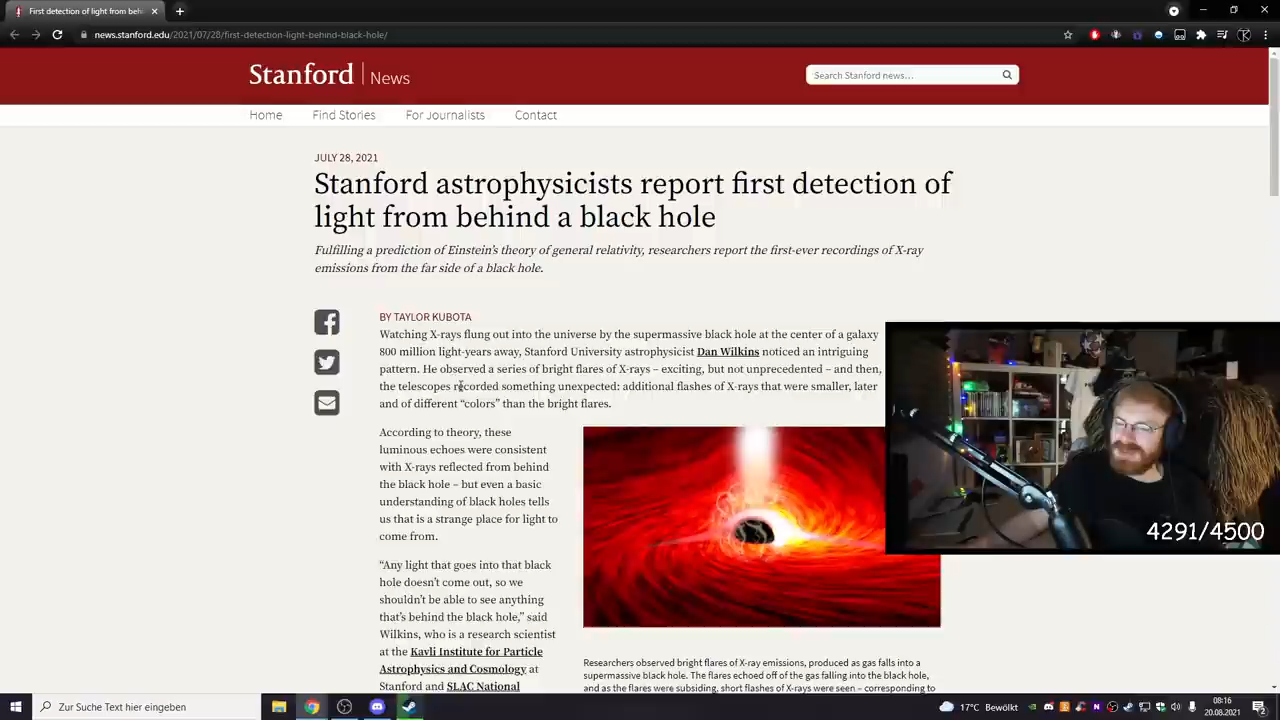 First detection of light from beh
news.stanford.edu/2021/07/28/first-detection-light-behind-black-hole/
Stanford | News
Search Stanford news...
Home
Find Stories
For Journalists
Contact
JULY 28, 2021
Stanford astrophysicists report first detection of
light from behind a black hole
Fulfilling a prediction of Einstein's theory of general relativity, researchers report the first-ever recordings of X-ray
emissions from the far side of a black hole.
BY TAYLOR KUBOTA
Watching X-rays flung out into the universe by the supermassive black hole at the center of a galaxy
800 million light-years away, Stanford University astrophysicist Dan Wilkins noticed an intriguing
pattern. He observed a series of bright flares of X-rays – exciting, but not unprecedented – and then,
the telescopes recorded something unexpected: additional flashes of X-rays that were smaller, later
and of different “colors” than the bright flares.
According to theory, these
luminous echoes were consistent
with X-rays reflected from behind
the black hole – but even a basic
understanding of black holes tells
us that is a strange place for light to
come from.
“Any light that goes into that black
hole doesn’t come out, so we
shouldn’t be able to see anything
that’s behind the black hole,” said
Wilkins, who is a research scientist
at the Kavli Institute for Particle
Astrophysics and Cosmology at
Stanford and SLAC National
4291/4500
Researchers observed bright flares of X-ray emissions, produced as gas falls into a
supermassive black hole. The flares echoed off of the gas falling into the black hole,
and as the flares were subsiding, short flashes of X-rays were seen – corresponding to
Zur Suche Text hier eingeben
17°C Bewölkt
08:16
20.08.2021